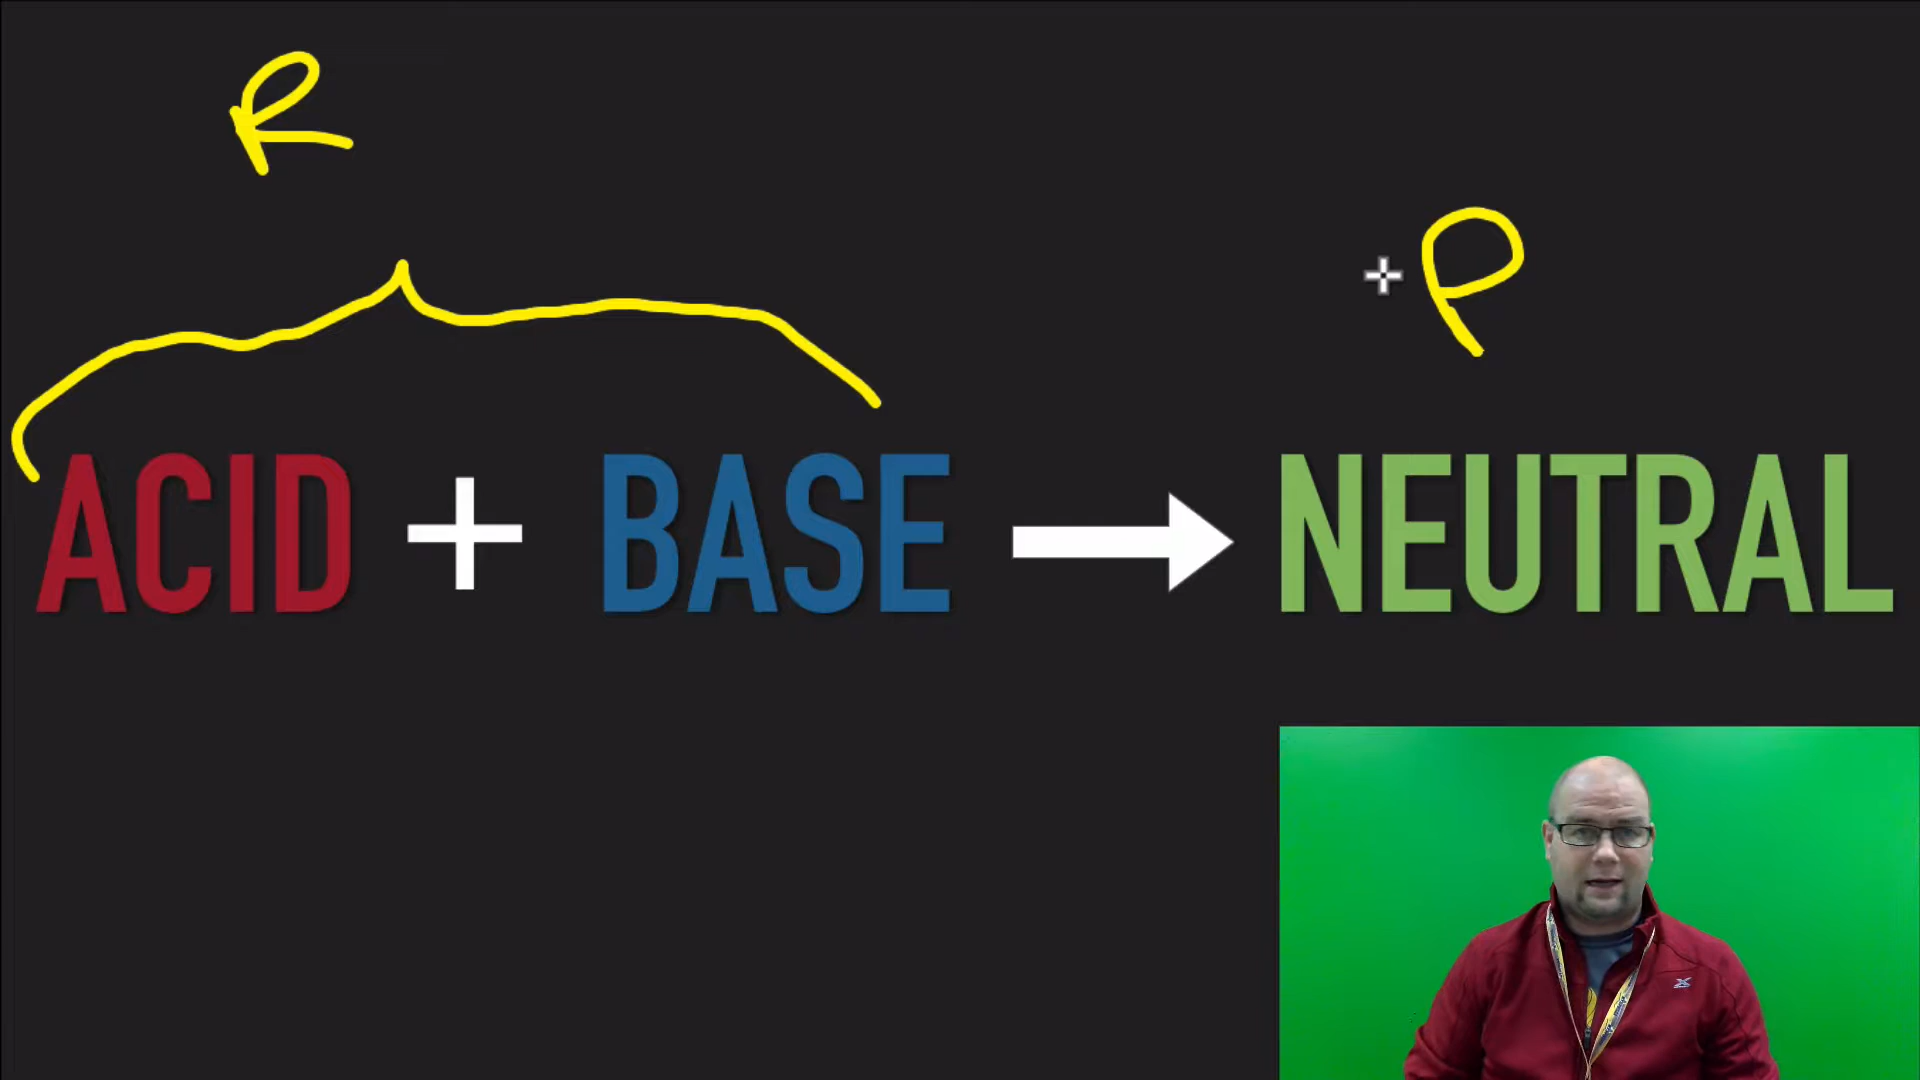 R
P
ACID + BASE → NEUTRAL